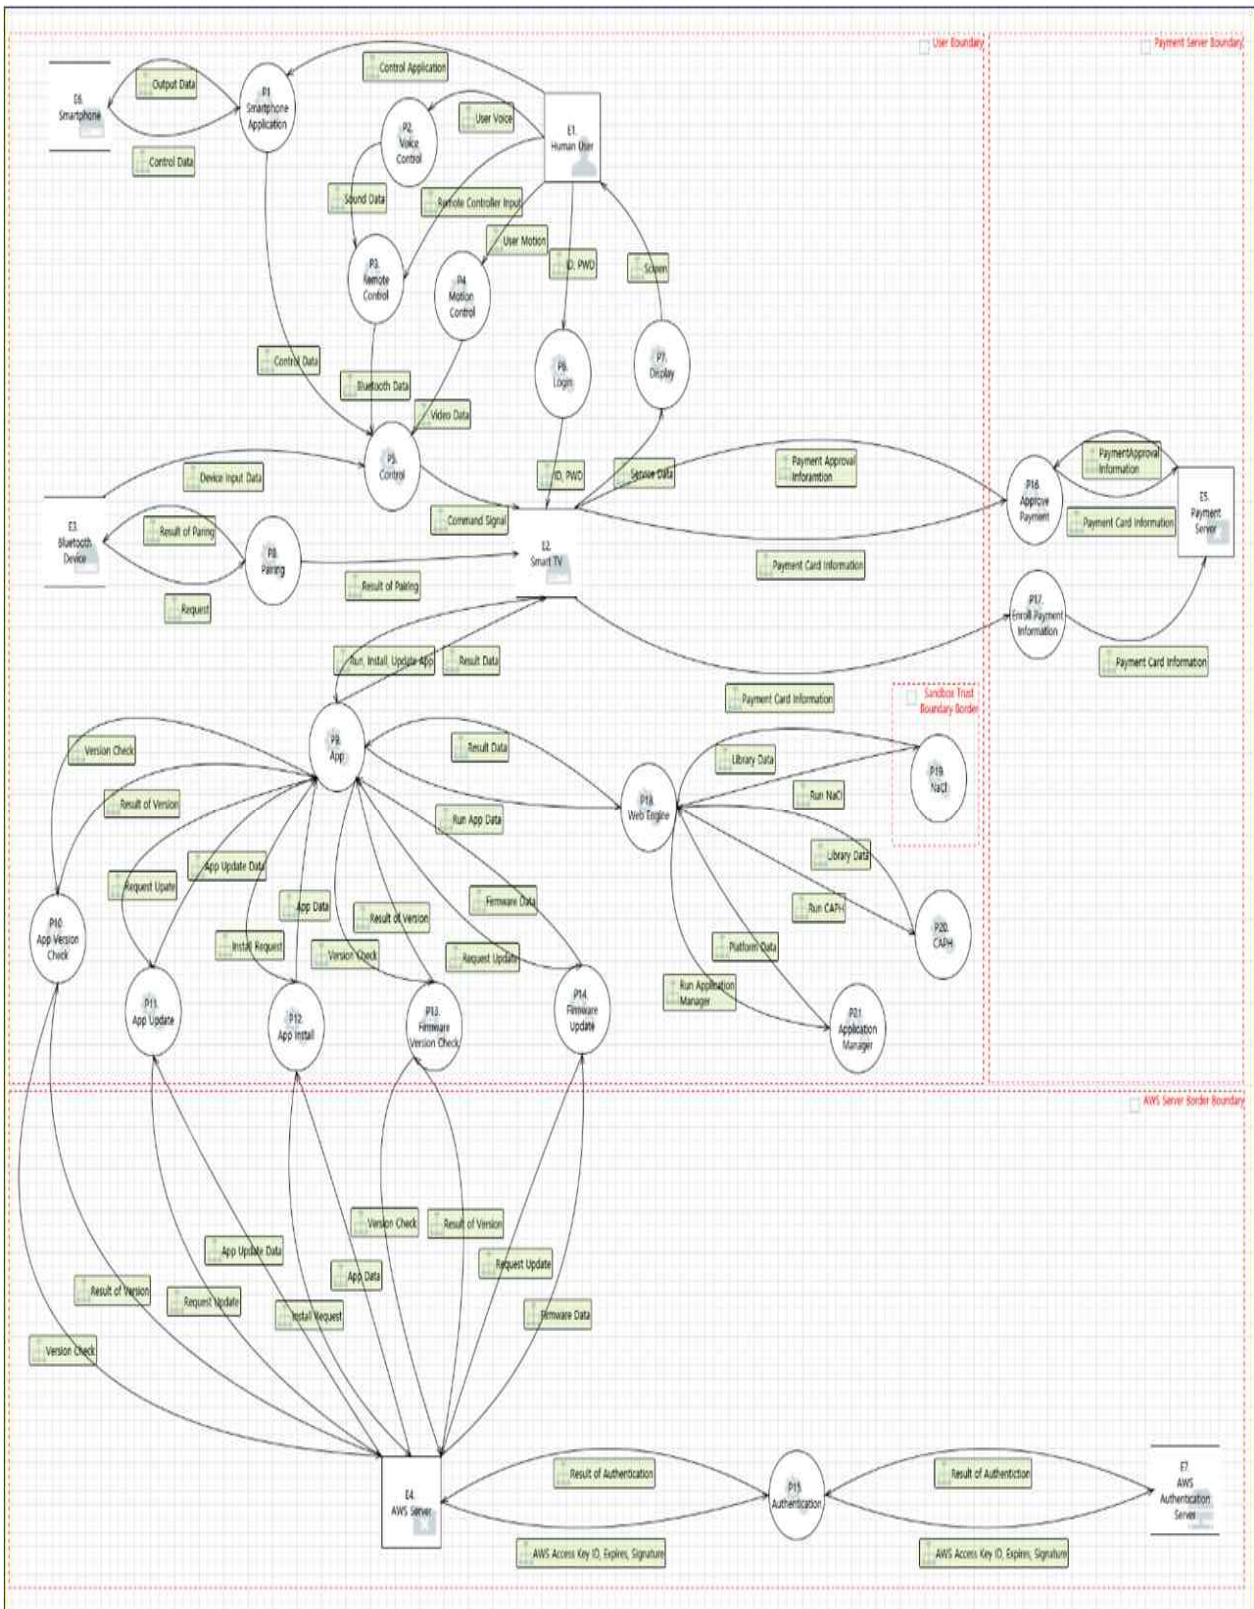 User Boundary
Payment Server Boundary
Control Application
E6.
Smartphone
Output Data
P1
Smartphone
Application
P2.
Voice
Control
User Voice
E1.
Human User
Control Data
Sound Data
Remote Controller Input
User Motion
P3.
Remote
Control
P4.
Motion
Control
ID, PWD
Screen
Control Data
Bluetooth Data
Video Data
P6.
Login
P7.
Display
P5.
Control
Device Input Data
ID, PWD
Service Data
Payment Approval
Inforamtion
PaymentApproval
Information
P16.
Approve
Payment
E5.
Payment
Server
Command Signal
Payment Card Information
E3.
Bluetooth
Device
Result of Paring
P8.
Pairing
E2.
Smart TV
Payment Card Information
Result of Pairing
Request
P17.
Enroll Payment
Information
Run, Install, Update App
Result Data
Payment Card Information
Payment Card Information
Sandbox Trust
Boundary Border
P9.
App
Version Check
Result Data
Library Data
P19.
NaCl
Result of Version
Run App Data
P18.
Web Engine
Run NaCl
App Update Data
Library Data
Request Upate
App Data
Result of Version
Firmware Data
Run CAPH
P20.
CAPH
P10.
App Version
Check
Install Request
Version Check
Request Update
Platform Data
Run Application
Manager
P11.
App Update
P12.
App Install
P13.
Firmware
Version Check
P14.
Firmware
Update
P21
Application
Manager
AWS Server Border Boundary
Version Check
Result of Version
App Update Data
Request Update
App Data
Result of Version
Request Update
Install Request
Firmware Data
Version Check
E4.
AWS Server
Result of Authentication
P15.
Authentication
Result of Authentiction
E7.
AWS
Authentication
Server
AWS Access Key ID, Expires, Signature
AWS Access Key ID, Expires, Signature